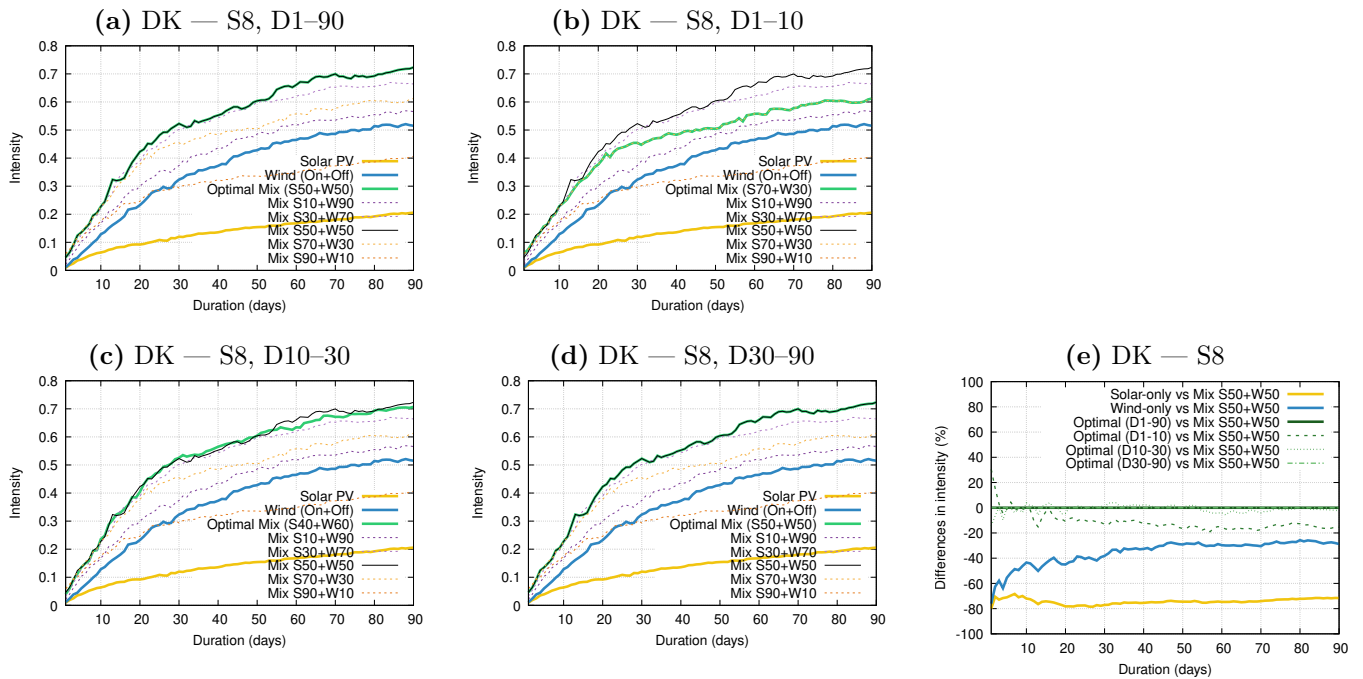 (a) DK — S8, D1–90
0.8
0.7
0.6
0.5
0.4
0.3
0.2
0.1
0
Intensity
10 20 30 40 50 60 70 80 90
Duration (days)
Solar PV
Wind (On+Off)
Optimal Mix (S50+W50)
Mix S10+W90
Mix S30+W70
Mix S50+W50
Mix S70+W30
Mix S90+W10
(b) DK — S8, D1–10
0.8
0.7
0.6
0.5
0.4
0.3
0.2
0.1
0
Intensity
10 20 30 40 50 60 70 80 90
Duration (days)
Solar PV
Wind (On+Off)
Optimal Mix (S70+W30)
Mix S10+W90
Mix S30+W70
Mix S50+W50
Mix S70+W30
Mix S90+W10
(c) DK — S8, D10–30
0.8
0.7
0.6
0.5
0.4
0.3
0.2
0.1
0
Intensity
10 20 30 40 50 60 70 80 90
Duration (days)
Solar PV
Wind (On+Off)
Optimal Mix (S40+W60)
Mix S10+W90
Mix S30+W70
Mix S50+W50
Mix S70+W30
Mix S90+W10
(d) DK — S8, D30–90
0.8
0.7
0.6
0.5
0.4
0.3
0.2
0.1
0
Intensity
10 20 30 40 50 60 70 80 90
Duration (days)
Solar PV
Wind (On+Off)
Optimal Mix (S50+W50)
Mix S10+W90
Mix S30+W70
Mix S50+W50
Mix S70+W30
Mix S90+W10
(e) DK — S8
100
80
60
40
20
0
-20
-40
-60
-80
-100
Differences in intensity (%)
10 20 30 40 50 60 70 80 90
Duration (days)
Solar-only vs Mix S50+W50
Wind-only vs Mix S50+W50
Optimal (D1-90) vs Mix S50+W50
Optimal (D1-10) vs Mix S50+W50
Optimal (D10-30) vs Mix S50+W50
Optimal (D30-90) vs Mix S50+W50